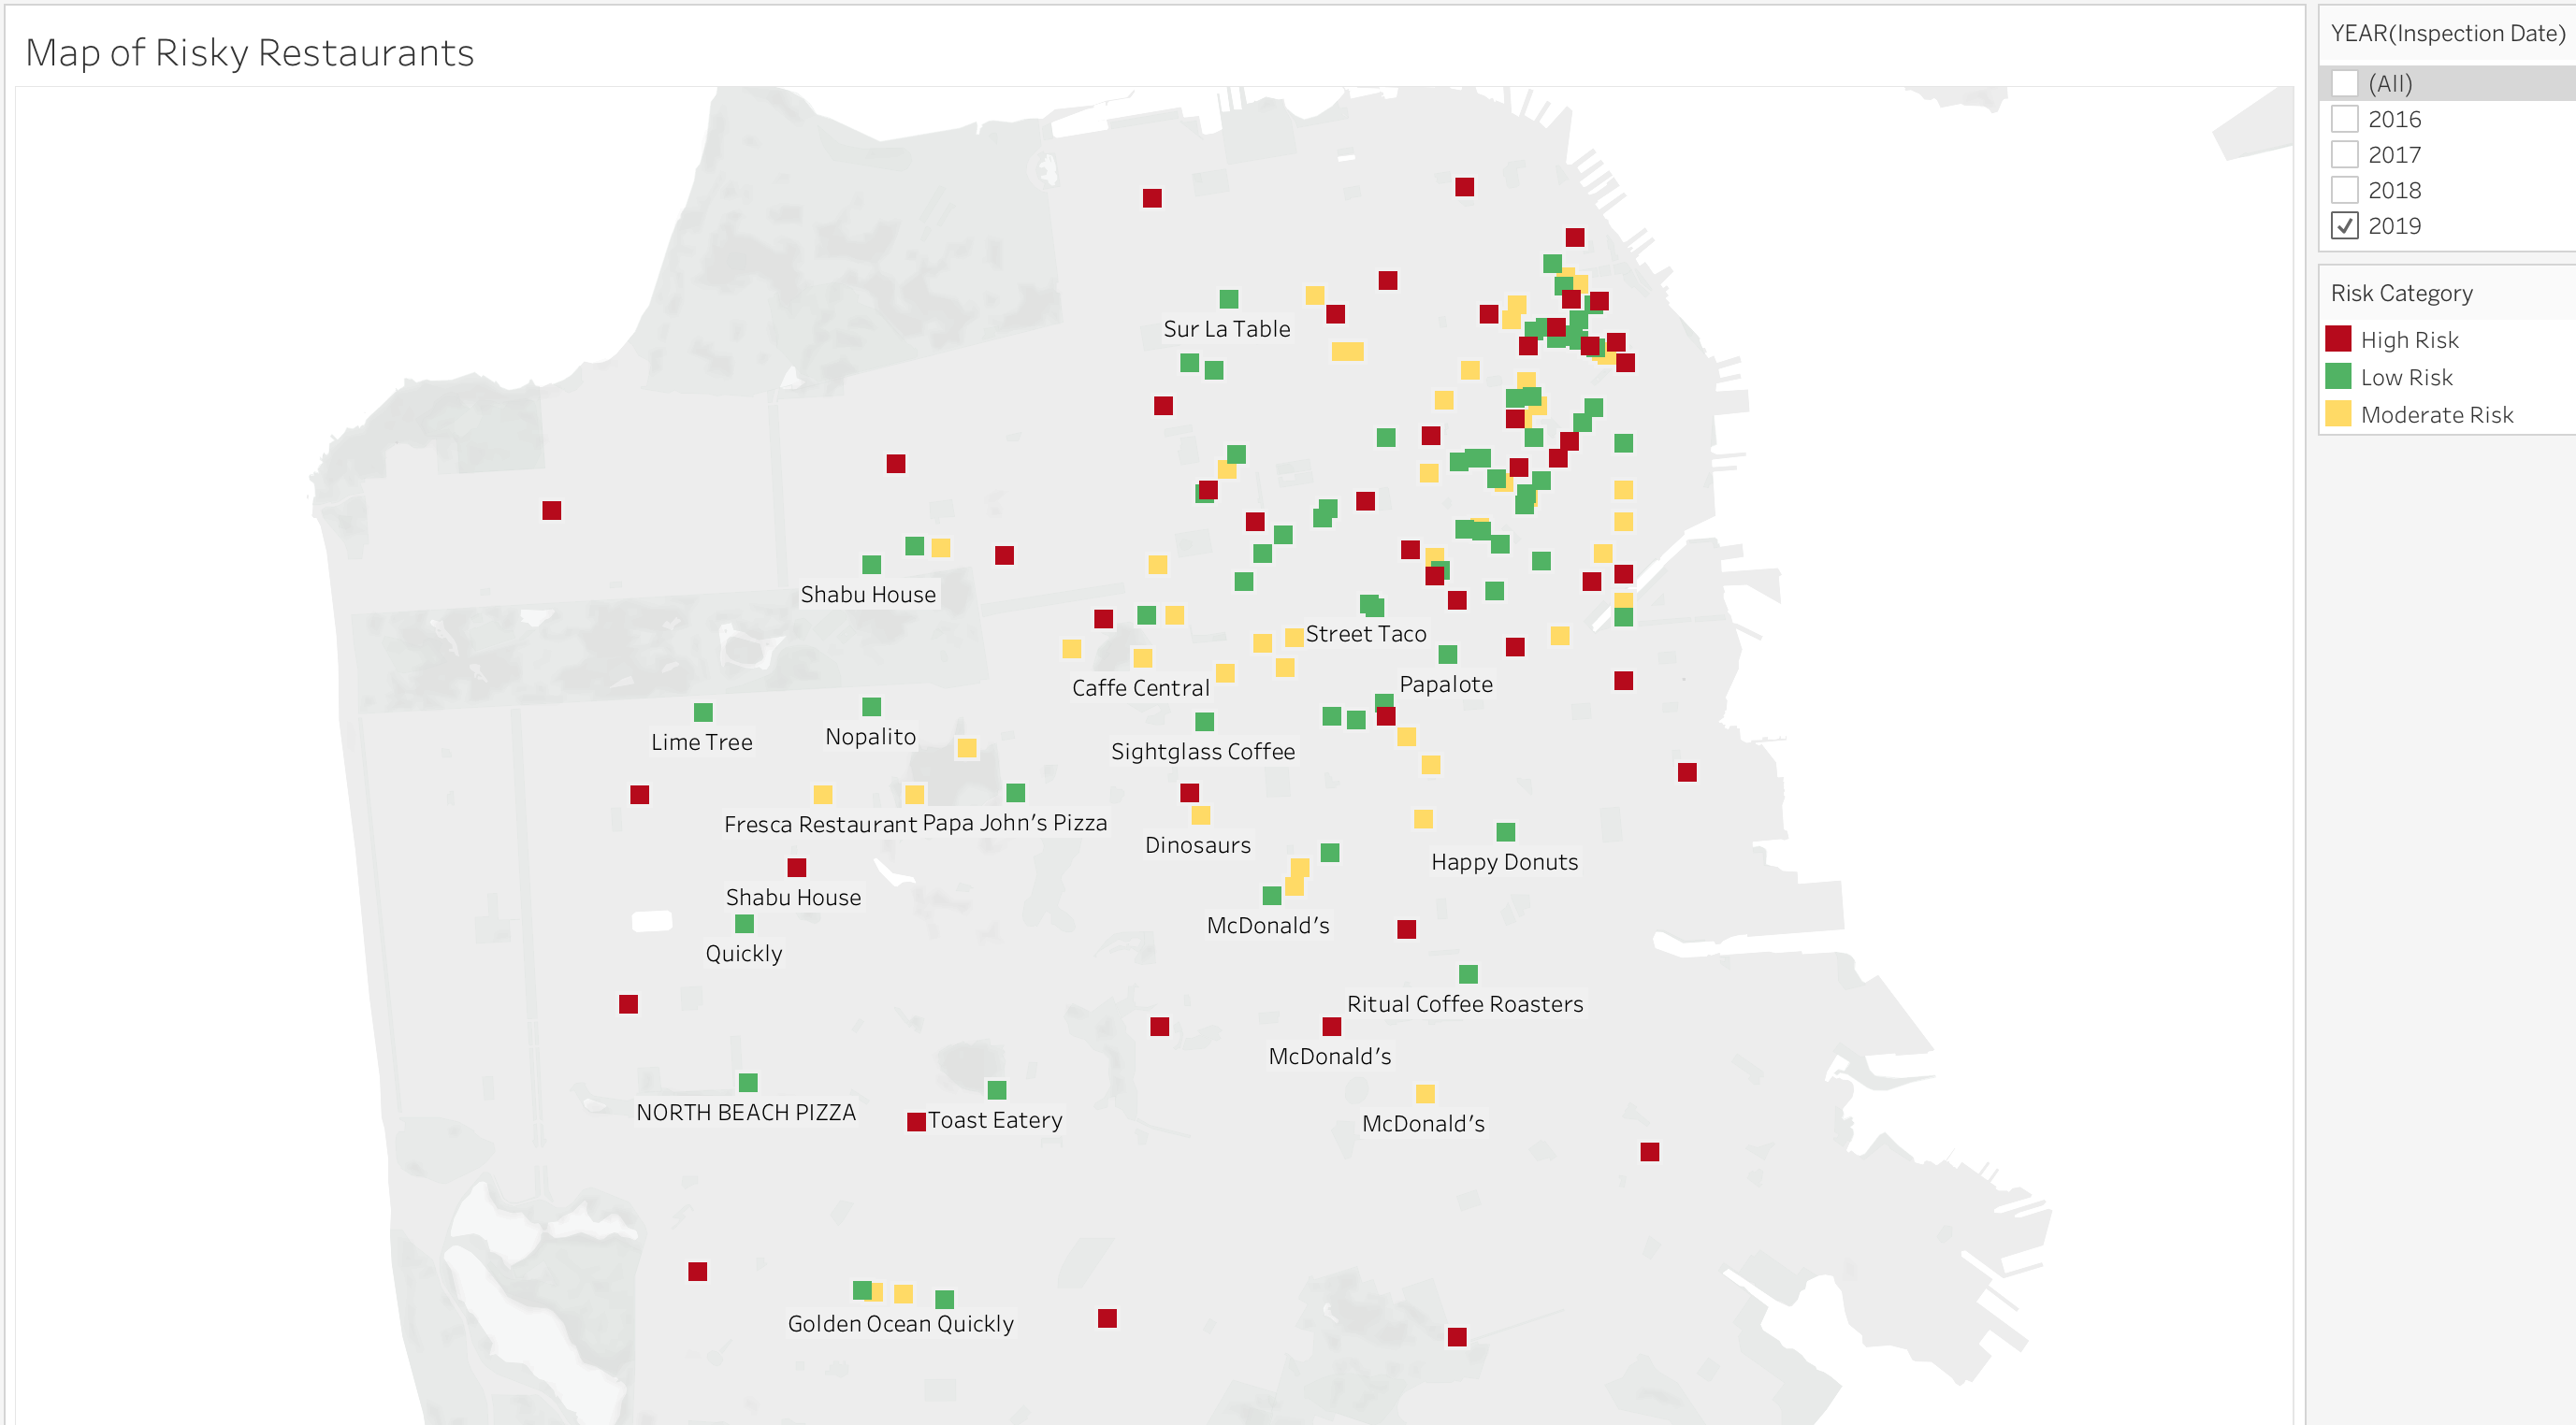 Map of Risky Restaurants
YEAR(Inspection Date)
(All)
2016
2017
2018
2019
Risk Category
High Risk
Low Risk
Moderate Risk
Sur La Table
Shabu House
Street Taco
Caffe Central
Papalote
Lime Tree
Nopalito
Sightglass Coffee
Fresca Restaurant
Papa John's Pizza
Dinosaurs
Happy Donuts
Shabu House
McDonald's
Quickly
Ritual Coffee Roasters
McDonald's
NORTH BEACH PIZZA
Toast Eatery
McDonald's
Golden Ocean
Quickly